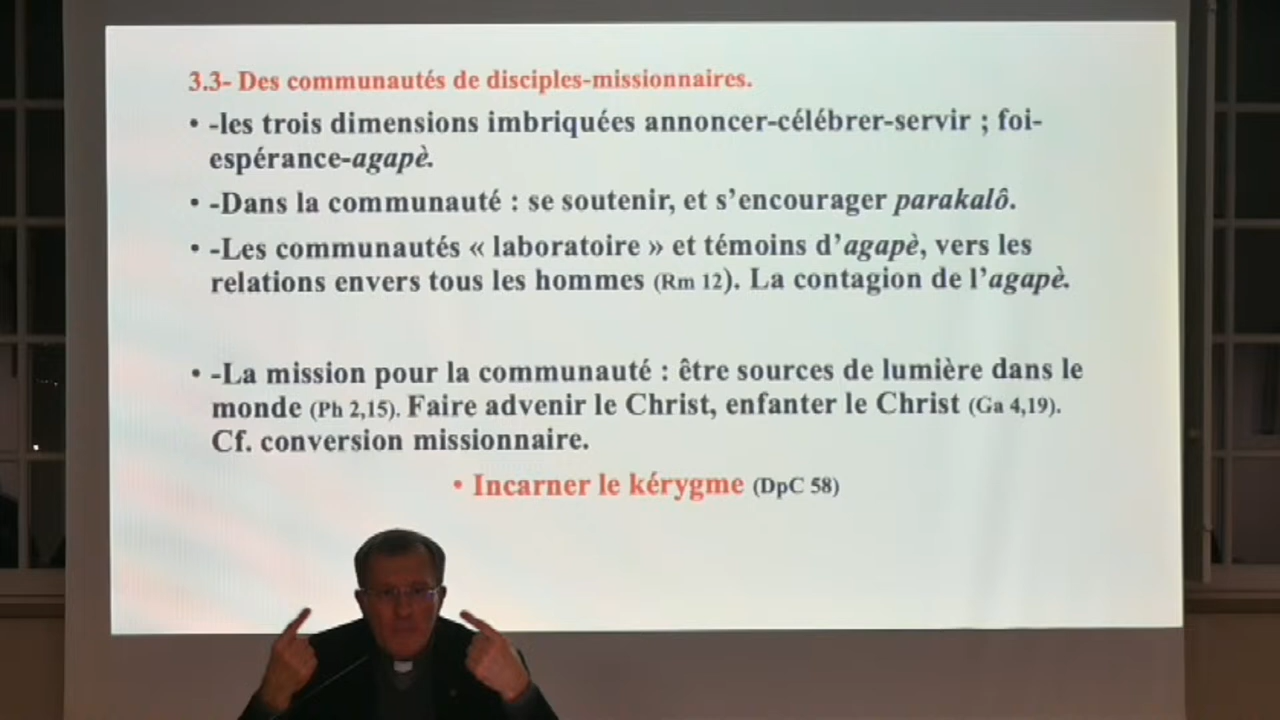 3.3- Des communautés de disciples-missionnaires.
• -les trois dimensions imbriquées annoncer-célébrer-servir ; foi-
espérance-agapè.
• -Dans la communauté : se soutenir, et s’encourager parakalô.
• -Les communautés « laboratoire » et témoins d’agapè, vers les
relations envers tous les hommes (Rm 12). La contagion de l’agapè.
• -La mission pour la communauté : être sources de lumière dans le
monde (Ph 2,15). Faire advenir le Christ, enfanter le Christ (Ga 4,19).
Cf. conversion missionnaire.
• Incarner le kérygme (DpC 58)